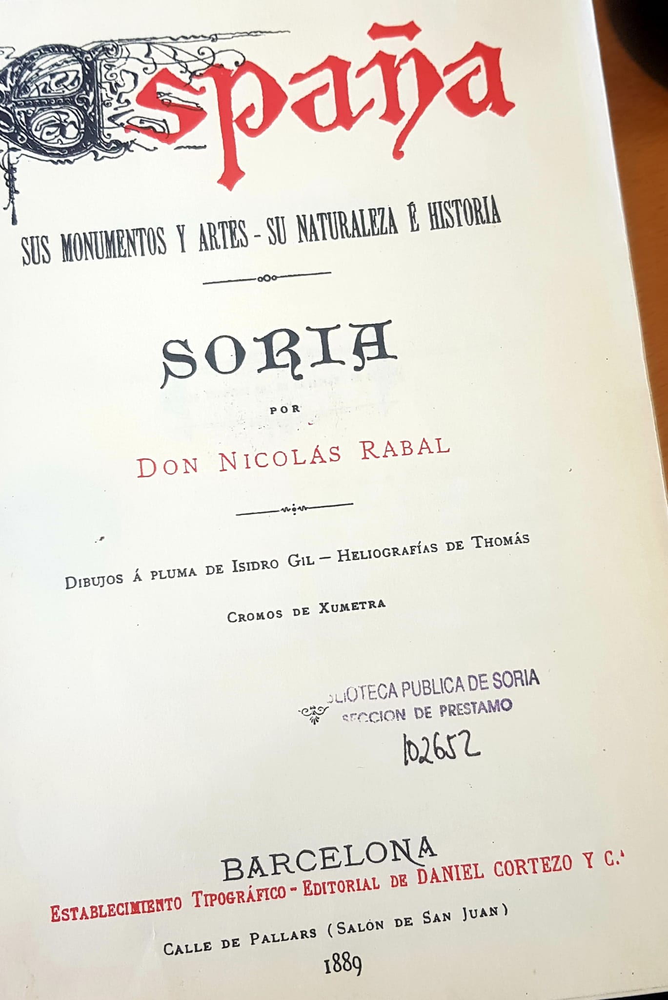 España
SUS MONUMENTOS Y ARTES - SU NATURALEZA É HISTORIA
SORIA
POR
DON NICOLÁS RABAL
DIBUJOS Á PLUMA DE ISIDRO GIL — HELIOGRAFÍAS DE THOMÁS
CROMOS DE XUMETRA
BLIOTECA PUBLICA DE SORIA
SECCION DE PRESTAMO
102652
BARCELONA
ESTABLECIMIENTO TIPOGRÁFICO - EDITORIAL DE DANIEL CORTEZO Y C.ª
CALLE DE PALLARS (SALÓN DE SAN JUAN)
1889